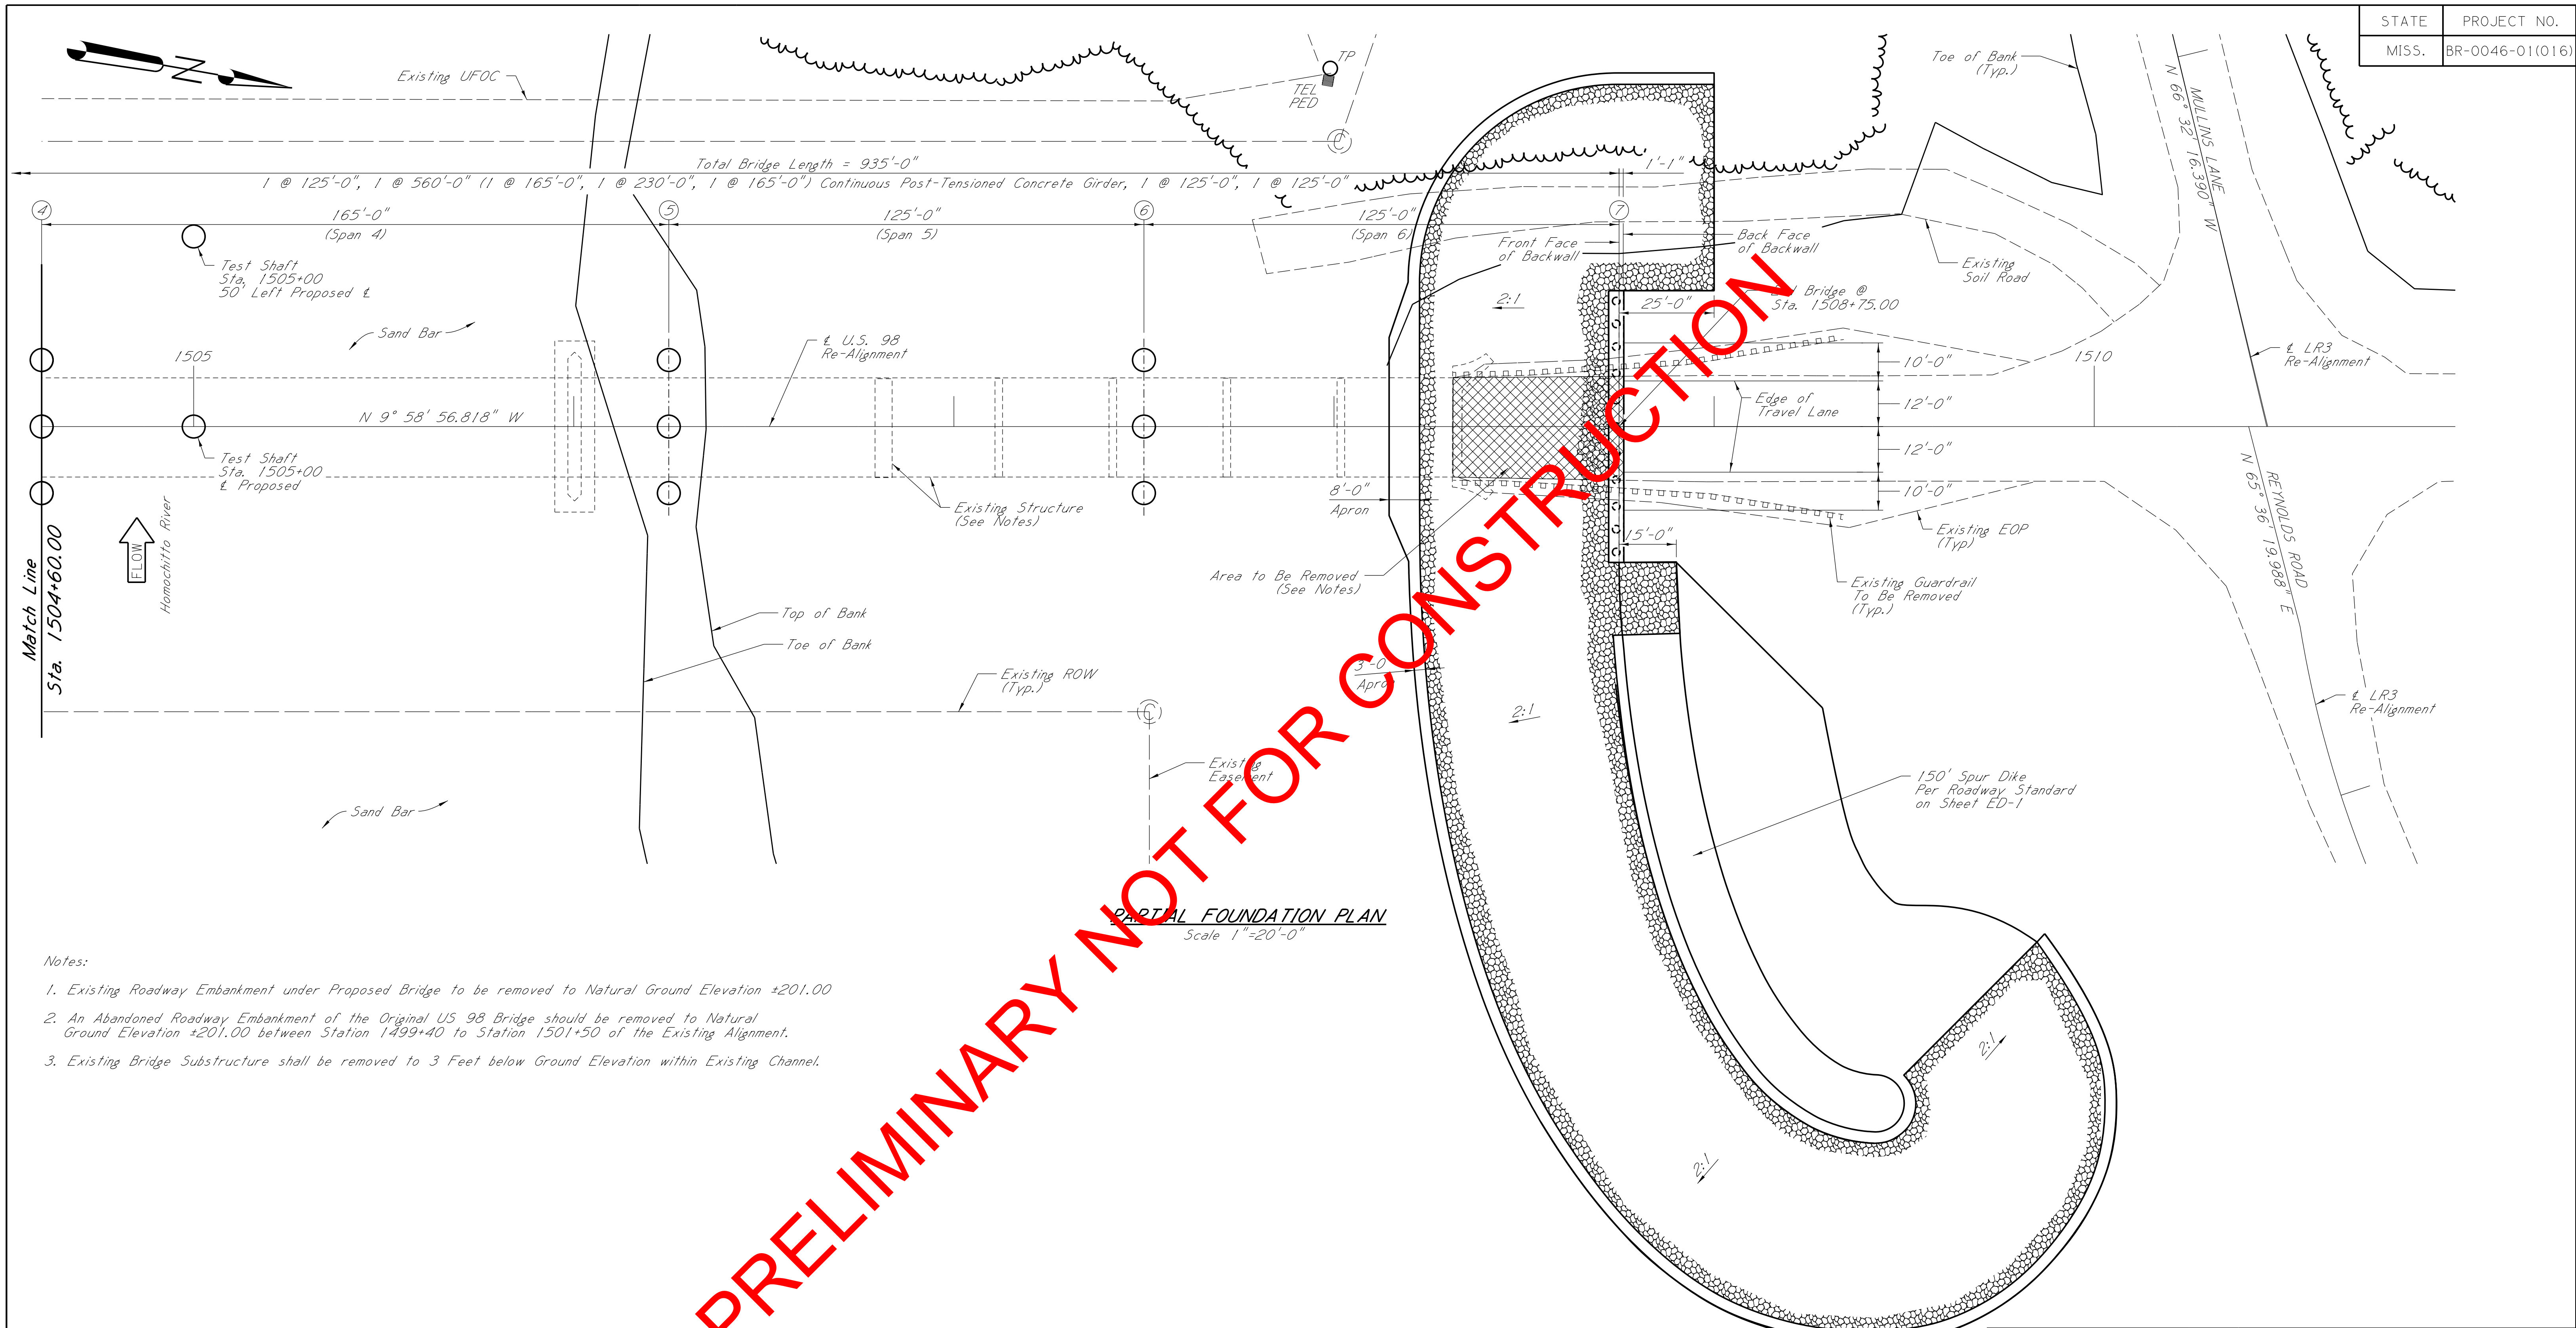 STATE
PROJECT NO.
MISS.
BR-0046-01(016)
N
Existing UFOC
TP
TEL
PED
C
Toe of Bank
(Typ.)
MULLINS LANE
N 66° 32' 16.390" W
Total Bridge Length = 935'-0"
1'-1"
1 @ 125'-0", 1 @ 560'-0" (1 @ 165'-0", 1 @ 230'-0", 1 @ 165'-0") Continuous Post-Tensioned Concrete Girder, 1 @ 125'-0", 1 @ 125'-0"
4
165'-0"
(Span 4)
5
125'-0"
(Span 5)
6
125'-0"
(Span 6)
7
Front Face
of Backwall
Back Face
of Backwall
Test Shaft
Sta. 1505+00
50' Left Proposed ℄
Existing
Soil Road
2:1
25'-0"
Bridge @
Sta. 1508+75.00
Sand Bar
1505
℄ U.S. 98
Re-Alignment
10'-0"
1510
℄ LR3
Re-Alignment
N 9° 58' 56.818" W
Edge of
Travel Lane
12'-0"
12'-0"
Test Shaft
Sta. 1505+00
℄ Proposed
10'-0"
8'-0"
Apron
Existing Structure
(See Notes)
Existing EOP
(Typ)
REYNOLDS ROAD
N 65° 36' 19.988" E
15'-0"
Match Line
Sta. 1504+60.00
FLOW
Homochitto River
Area to Be Removed
(See Notes)
Existing Guardrail
To Be Removed
(Typ.)
Top of Bank
Toe of Bank
3'-0"
Apron
Existing ROW
(Typ.)
C
2:1
℄ LR3
Re-Alignment
Existing
Easement
150' Spur Dike
Per Roadway Standard
on Sheet ED-1
Sand Bar
PARTIAL FOUNDATION PLAN
Scale 1"=20'-0"
Notes:
1. Existing Roadway Embankment under Proposed Bridge to be removed to Natural Ground Elevation ±201.00
2. An Abandoned Roadway Embankment of the Original US 98 Bridge should be removed to Natural
Ground Elevation ±201.00 between Station 1499+40 to Station 1501+50 of the Existing Alignment.
3. Existing Bridge Substructure shall be removed to 3 Feet below Ground Elevation within Existing Channel.
2:1
2:1
PRELIMINARY NOT FOR CONSTRUCTION